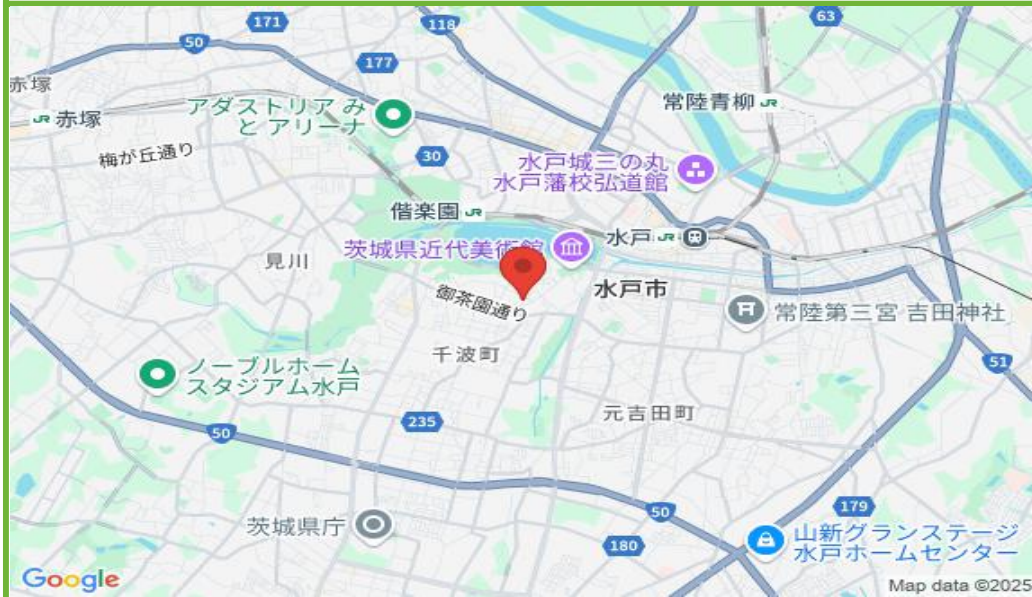 171
118
63
50
177
赤塚
JR 赤塚
アダストリア み
と アリーナ
常陸青柳 JR
梅が丘通り
30
水戸城三の丸
水戸藩校弘道館
偕楽園 JR
茨城県近代美術館
水戸 JR
見川
御茶園通り
水戸市
常陸第三宮 吉田神社
千波町
51
ノーブルホーム
スタジアム水戸
235
元吉田町
50
50
179
茨城県庁
180
山新グランステージ
水戸ホームセンター
Google
Map data ©2025